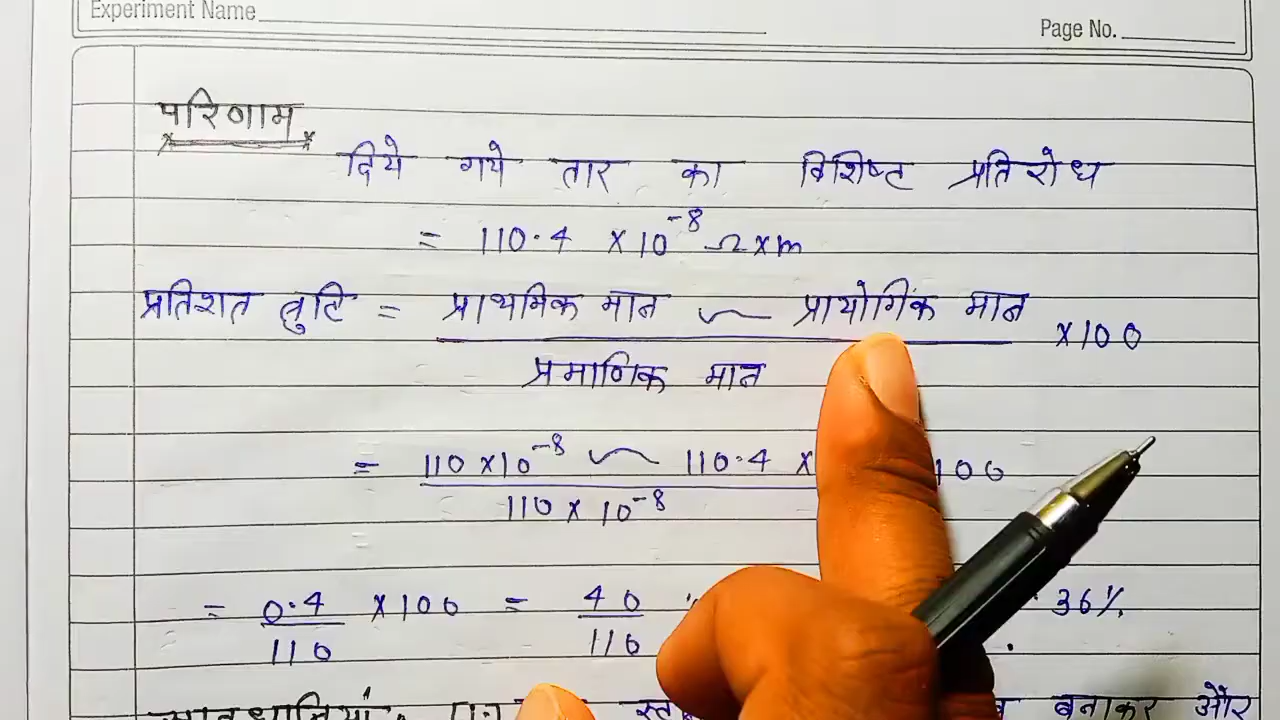 Experiment Name
Page No.
परिणाम
दिये गये तार का विशिष्ट प्रतिरोध
= 110.4 × 10⁻⁸ Ω×m
प्रतिशत त्रुटि = प्राथमिक मान ~ प्रायोगिंक मान ×100
प्रमाणिक मान
= 110 ×10⁻⁸ ~ 110.4 × 100
110 × 10⁻⁸
= 0.4 ×100 = 40 36%
110 110 .
बनाकर और